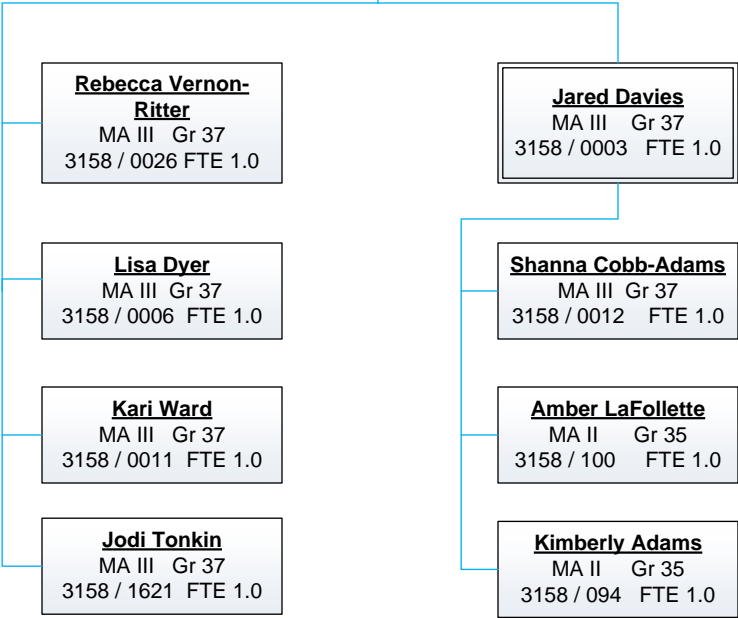 Rebecca Vernon-
Ritter
MA III Gr 37
3158 / 0026 FTE 1.0
Lisa Dyer
MA III Gr 37
3158 / 0006 FTE 1.0
Kari Ward
MA III Gr 37
3158 / 0011 FTE 1.0
Jodi Tonkin
MA III Gr 37
3158 / 1621 FTE 1.0
Jared Davies
MA III Gr 37
3158 / 0003 FTE 1.0
Shanna Cobb-Adams
MA III Gr 37
3158 / 0012 FTE 1.0
Amber LaFollette
MA II Gr 35
3158 / 100 FTE 1.0
Kimberly Adams
MA II Gr 35
3158 / 094 FTE 1.0